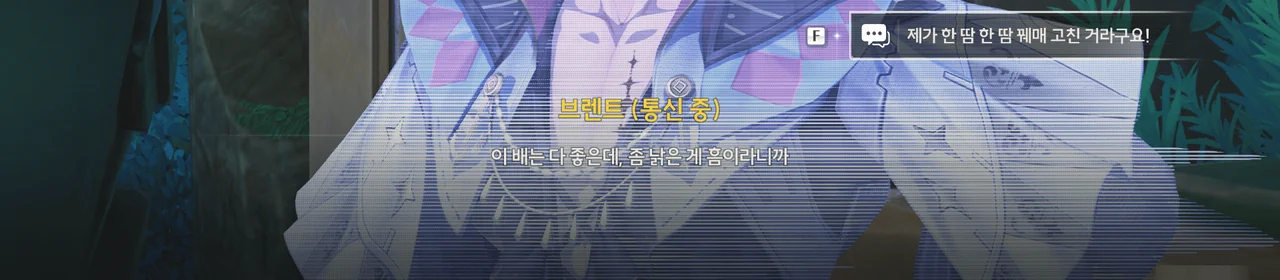 F
제가 한 땀 한 땀 꿰매 고친 거라구요!
브렌트 (통신 중)
이 배는 다 좋은데, 좀 낡은 게 흠이라니까